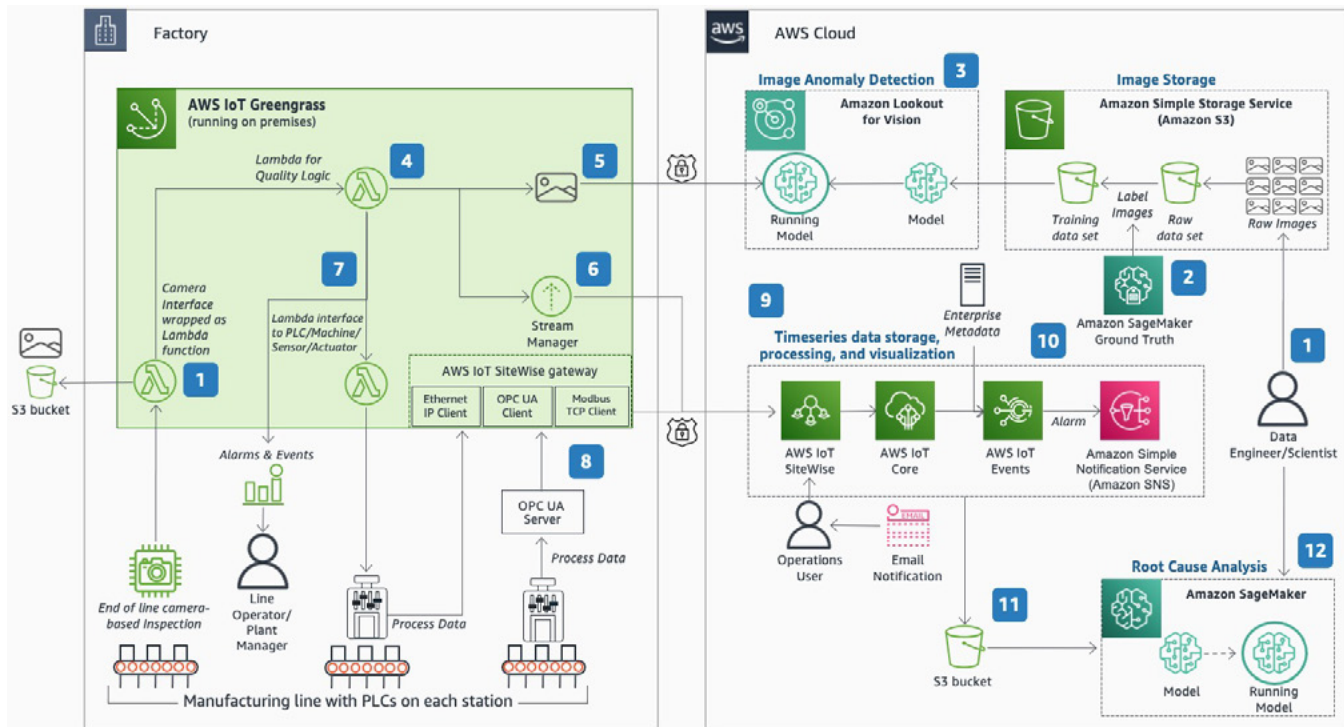 Factory
AWS IoT Greengrass
(running on premises)
Lambda for
Quality Logic
4
5
7
6
Camera
Interface
wrapped as
Lambda
function
Lambda interface
to PLC/Machine/
Sensor/Actuator
Stream
Manager
1
S3 bucket
AWS IoT SiteWise gateway
Ethernet
IP Client
OPC UA
Client
Modbus
TCP Client
Alarms & Events
8
OPC UA
Server
Process Data
End of line camera-
based Inspection
Line
Operator/
Plant
Manager
Process Data
Manufacturing line with PLCs on each station
aws
AWS Cloud
Image Anomaly Detection
3
Amazon Lookout
for Vision
Running
Model
Model
Image Storage
Amazon Simple Storage Service
(Amazon S3)
Training
data set
Label
Images
Raw
data set
Raw Images
2
Amazon SageMaker
Ground Truth
1
Data
Engineer/Scientist
9
Enterprise
Metadata
Timeseries data storage,
processing, and visualization
10
AWS IoT
SiteWise
AWS IoT
Core
AWS IoT
Events
Alarm
Amazon Simple
Notification Service
(Amazon SNS)
Operations
User
EMAIL
Email
Notification
11
S3 bucket
12
Root Cause Analysis
Amazon SageMaker
Model
Running
Model